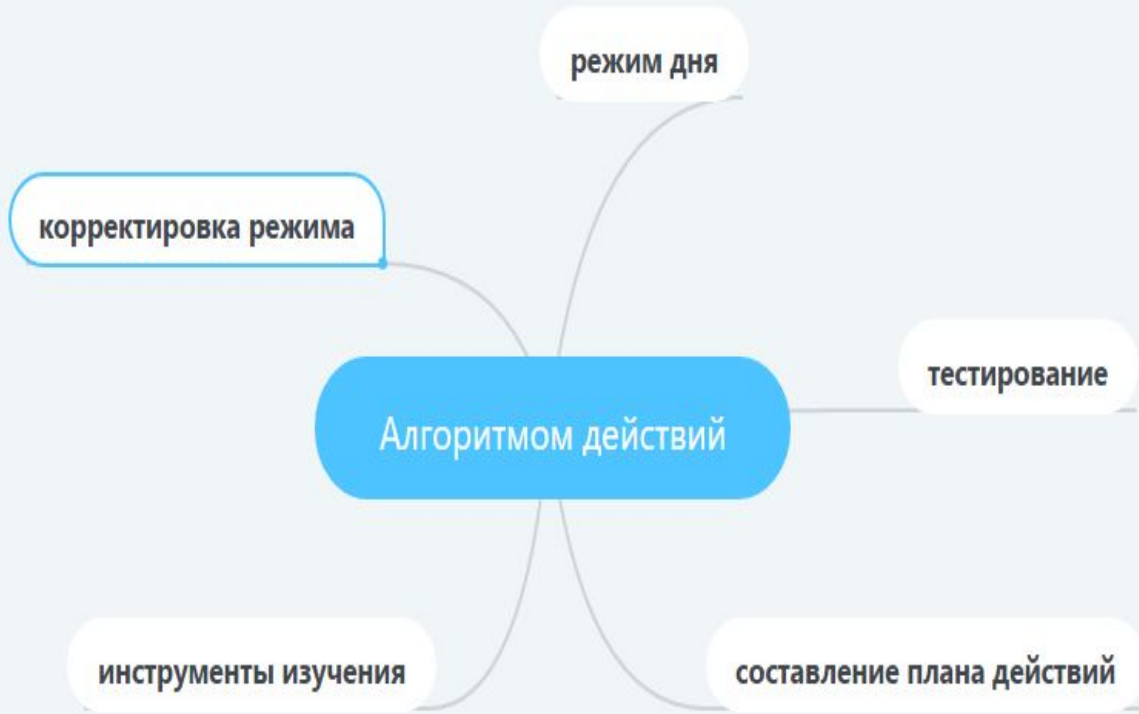 режим дня
корректировка режима
тестирование
Алгоритмом действий
инструменты изучения
составление плана действий